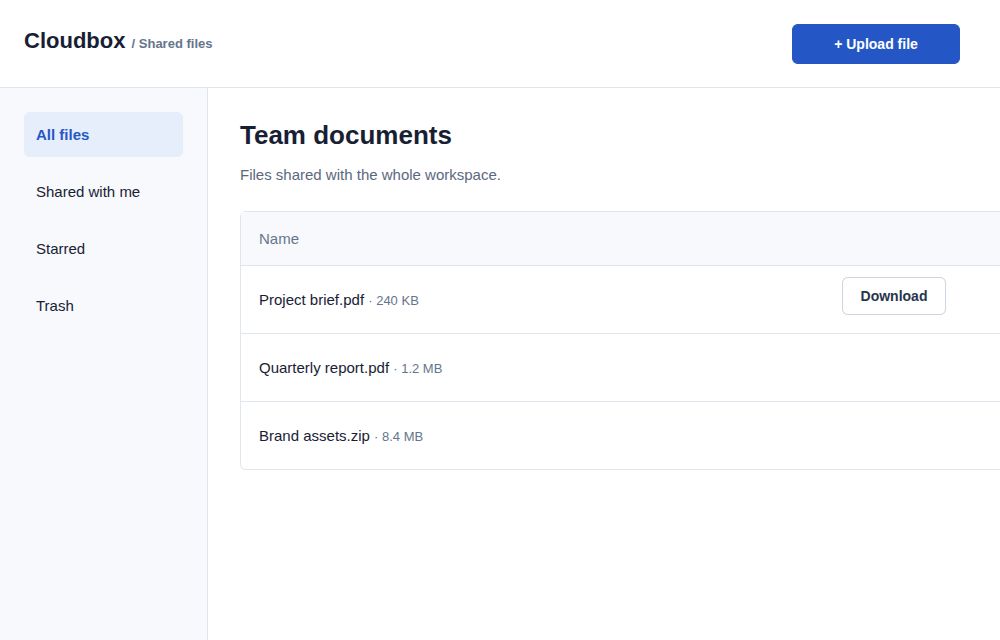 Cloudbox / Shared files
+ Upload file
All files
Shared with me
Starred
Trash
Team documents
Files shared with the whole workspace.
Name
Project brief.pdf · 240 KB
Download
Quarterly report.pdf · 1.2 MB
Brand assets.zip · 8.4 MB